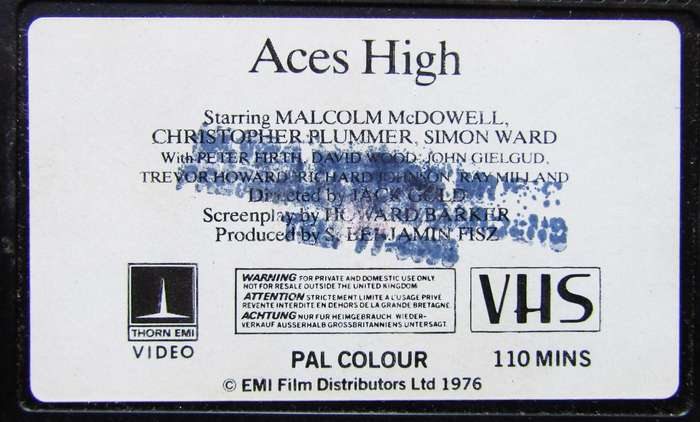 Aces High
Starring MALCOLM McDOWELL,
CHRISTOPHER PLUMMER, SIMON WARD
With PETER FIRTH, DAVID WOOD, JOHN GIELGUD,
TREVOR HOWARD, RICHARD JOHNSON, RAY MILLAND
Directed by JACK GOLD
Screenplay by HOWARD BARKER
Produced by S. BENJAMIN FISZ
THORN EMI
VIDEO
WARNING FOR PRIVATE AND DOMESTIC USE ONLY
NOT FOR RESALE OUTSIDE THE UNITED KINGDOM
ATTENTION STRICTEMENT LIMITE A L'USAGE PRIVE
REVENTE INTERDITE EN DEHORS DE LA GRANDE BRETAGNE.
ACHTUNG NUR FUR HEIMGEBRAUCH WIEDER-
VERKAUF AUSSERHALB GROSSBRITANNIENS UNTERSAGT.
VHS
PAL COLOUR
110 MINS
© EMI Film Distributors Ltd 1976